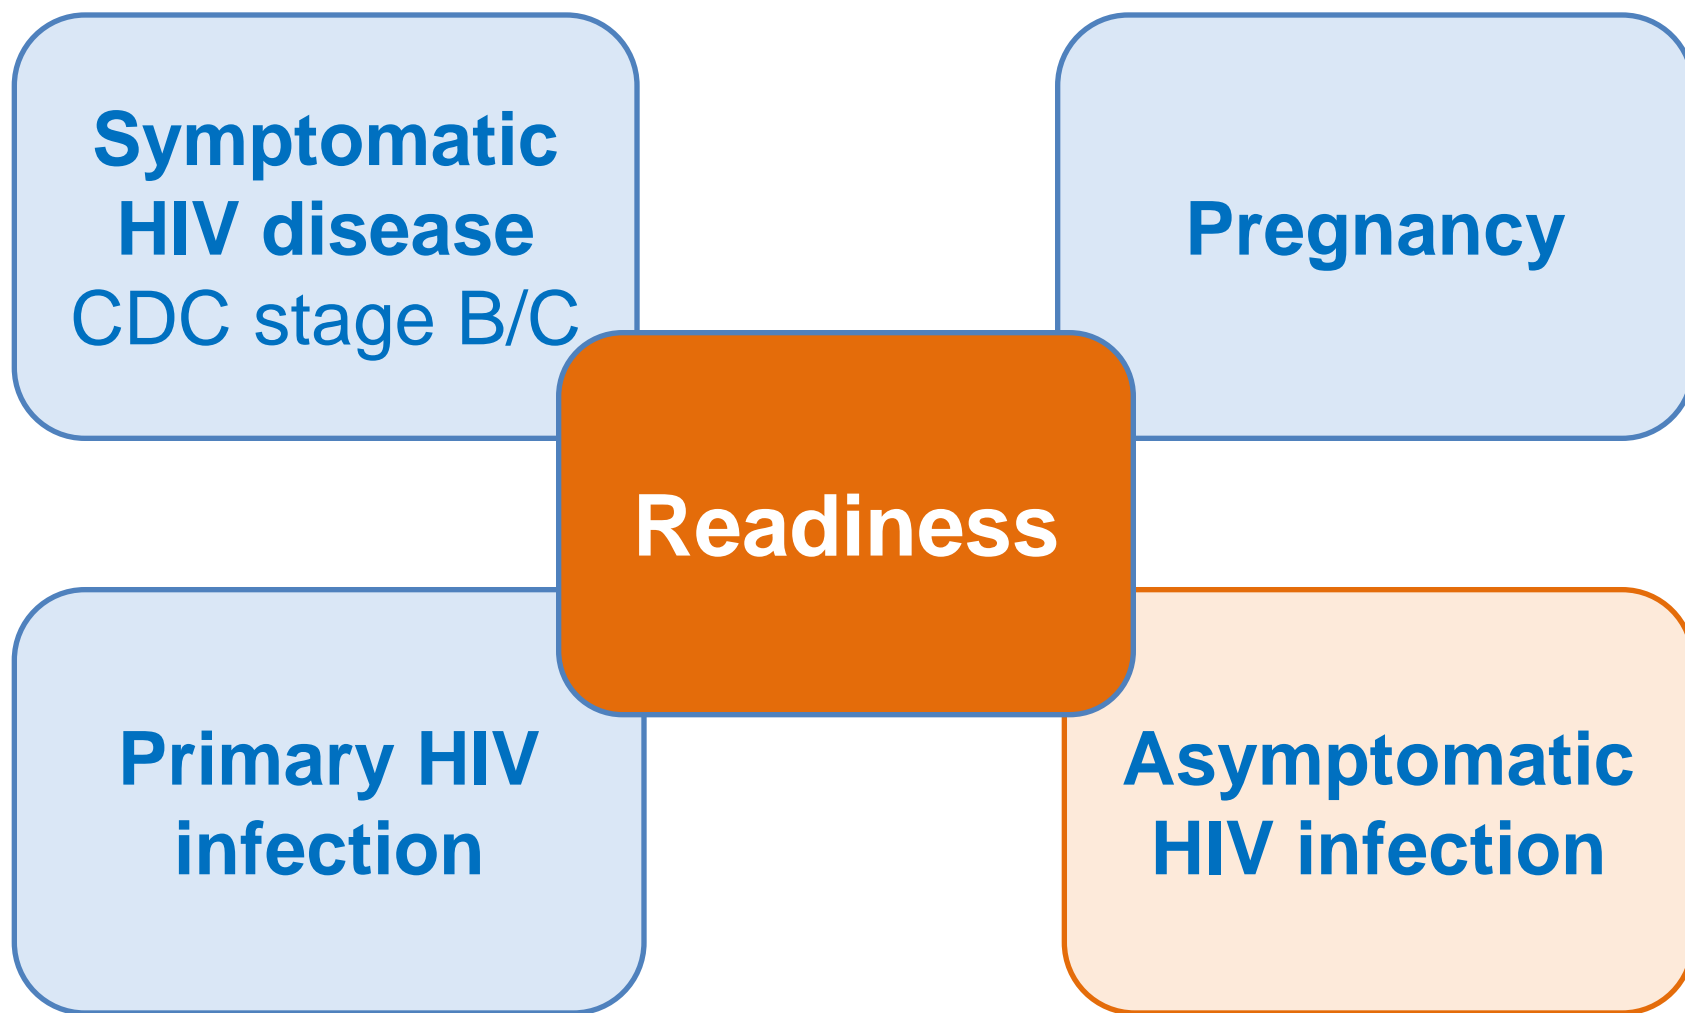 Symptomatic
HIV disease
CDC stage B/C
Pregnancy
Readiness
Primary HIV
infection
Asymptomatic
HIV infection